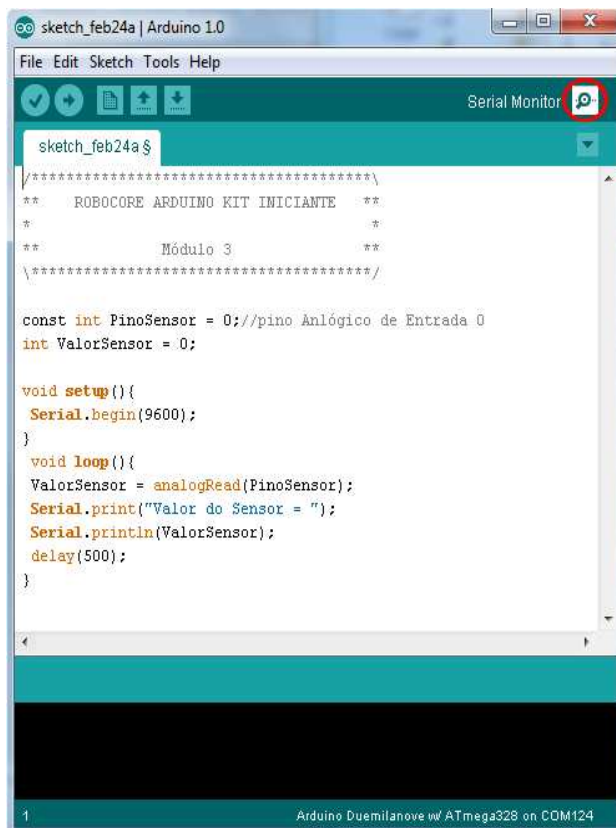 sketch_feb24a | Arduino 1.0
File Edit Sketch Tools Help
Serial Monitor
sketch_feb24a §
/***************************************\
** ROBOCORE ARDUINO KIT INICIANTE **
* *
** Módulo 3 **
\***************************************/
const int PinoSensor = 0;//pino Anlógico de Entrada 0
int ValorSensor = 0;
void setup(){
Serial.begin(9600);
}
void loop(){
ValorSensor = analogRead(PinoSensor);
Serial.print("Valor do Sensor = ");
Serial.println(ValorSensor);
delay(500);
}
1 Arduino Duemilanove w/ ATmega328 on COM124